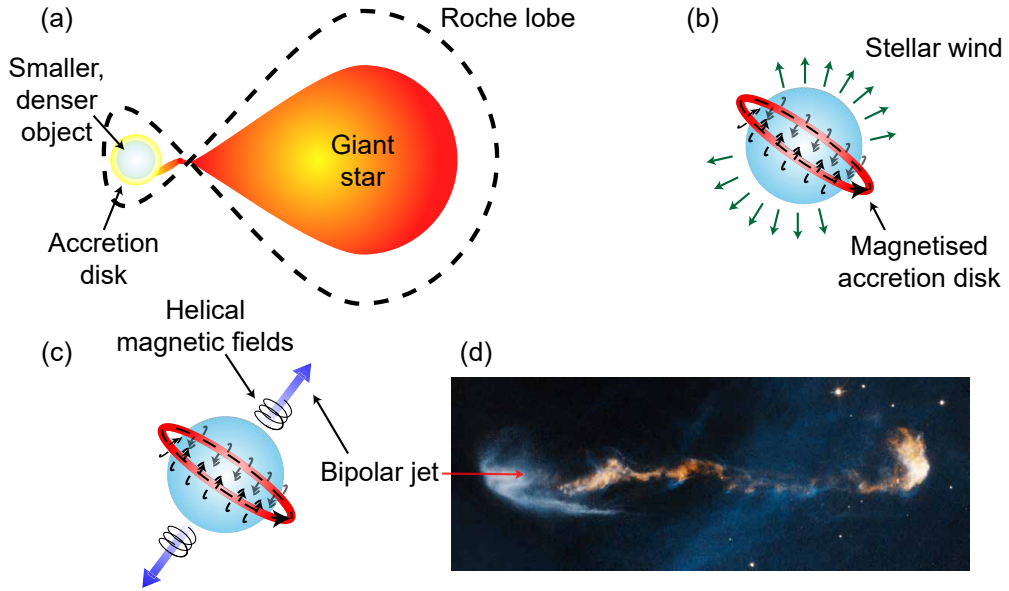 (a)
Roche lobe
Smaller,
denser
object
Giant
star
Accretion
disk
(b)
Stellar wind
Magnetised
accretion disk
(c)
Helical
magnetic fields
Bipolar jet
(d)